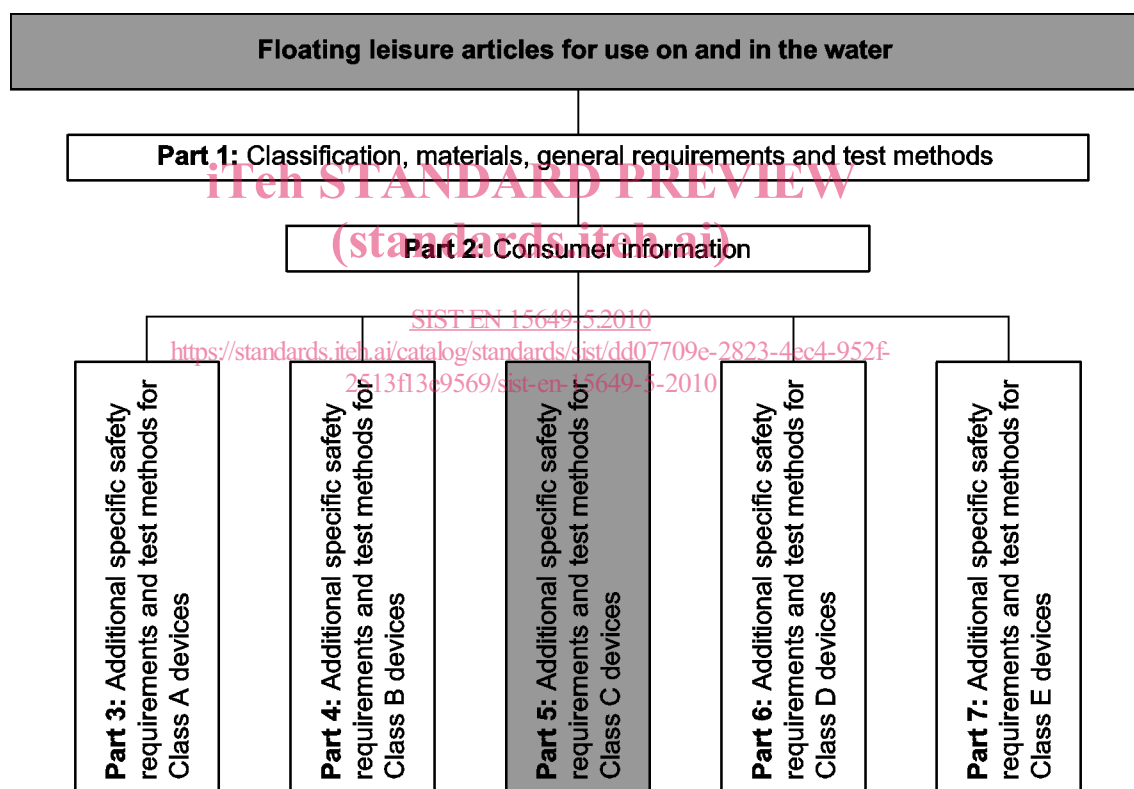 Floating leisure articles for use on and in the water
Part 1: Classification, materials, general requirements and test methods
iTeh STANDARD PREVIEW
(standards.iteh.ai)
Part 2: Consumer information
SIST EN 15649-5:2010
https://standards.iteh.ai/catalog/standards/sist/dd07709e-2823-4ec4-952f-
2513f13e9569/sist-en-15649-5-2010
Part 3: Additional specific safety
requirements and test methods for
Class A devices
Part 4: Additional specific safety
requirements and test methods for
Class B devices
Part 5: Additional specific safety
requirements and test methods for
Class C devices
Part 6: Additional specific safety
requirements and test methods for
Class D devices
Part 7: Additional specific safety
requirements and test methods for
Class E devices